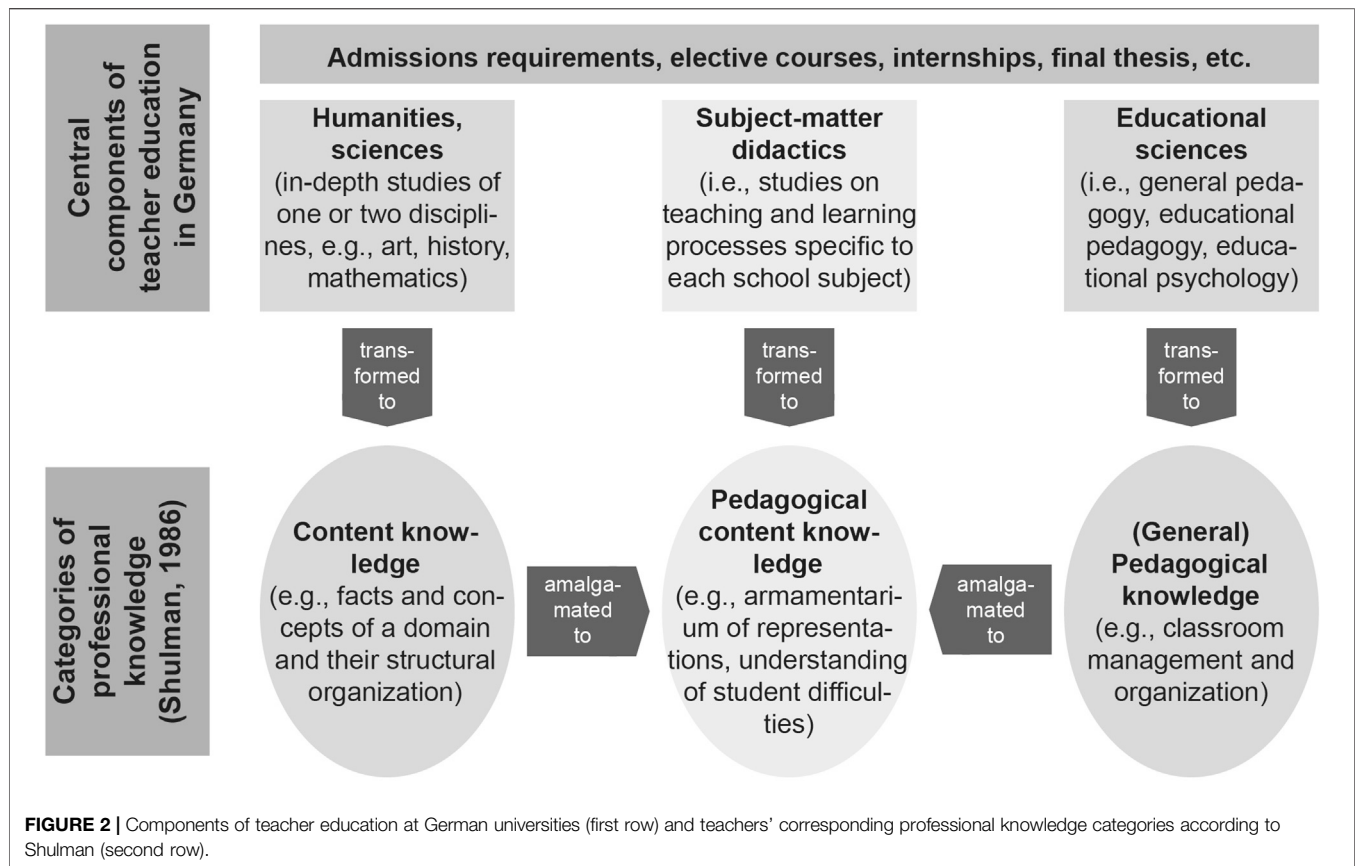 Central
components of
teacher education
in Germany
Admissions requirements, elective courses, internships, final thesis, etc.
Humanities,
sciences
(in-depth studies of
one or two discipli-
nes, e.g., art, history,
mathematics)
Subject-matter
didactics
(i.e., studies on
teaching and learning
processes specific to
each school subject)
Educational
sciences
(i.e., general peda-
gogy, educational
pedagogy, educa-
tional psychology)
trans-
formed
to
trans-
formed
to
trans-
formed
to
Categories of
professional
knowledge
(Shulman, 1986)
Content know-
ledge
(e.g., facts and con-
cepts of a domain
and their structural
organization)
amalga-
mated
to
Pedagogical
content know-
ledge
(e.g., armamentari-
um of representa-
tions, understanding
of student difficul-
ties)
amalga-
mated
to
(General)
Pedagogical
knowledge
(e.g., classroom
management and
organization)
FIGURE 2 | Components of teacher education at German universities (first row) and teachers’ corresponding professional knowledge categories according to
Shulman (second row).